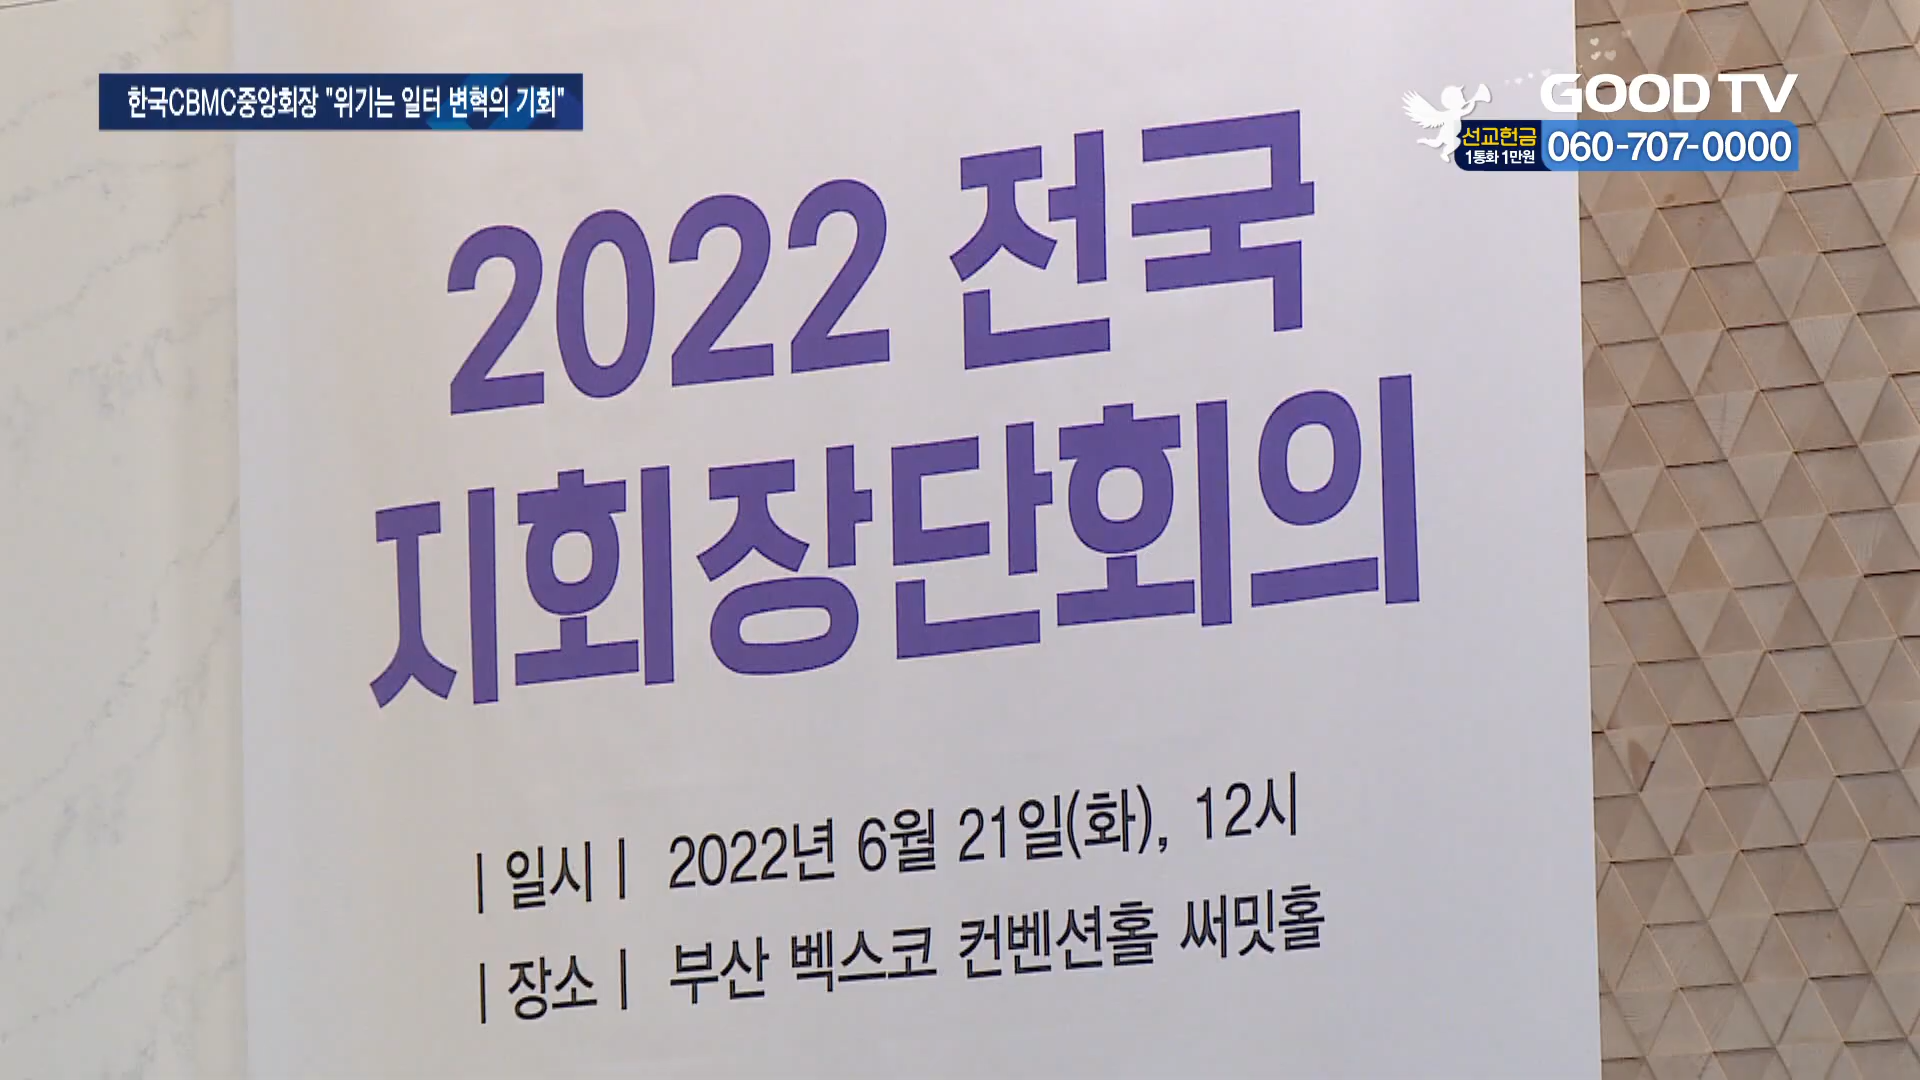 한국CBMC중앙회장 "위기는 일터 변혁의 기회"
GOOD TV
선교헌금
1통화 1만원
060-707-0000
2022 전국
지회장단회의
| 일시 | 2022년 6월 21일(화), 12시
| 장소 | 부산 벡스코 컨벤션홀 써밋홀